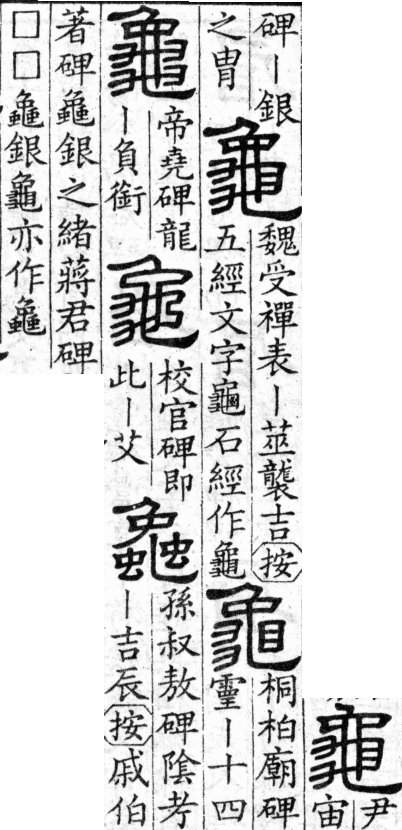 龜
尹
宙
碑丨銀
之冑
龜
魏受禪表丨莁襲吉按
五經文字龜石經作龜
龜
桐柏廟碑
靈丨十四
龜
帝堯碑龍
丨負銜
龜
校官碑即
此丨艾
龜
孫叔敖碑陰考
丨吉辰按戚伯
著碑龜銀之緒蔣君碑
□□龜銀龜亦作龜